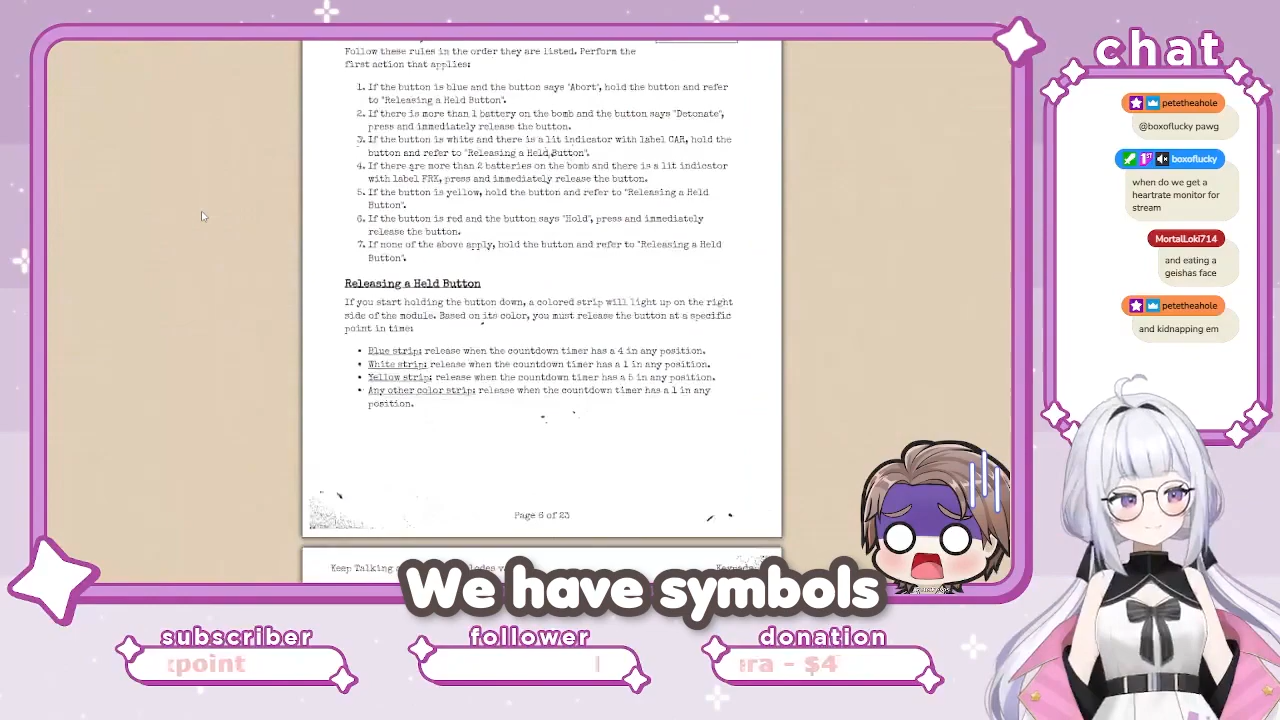 Follow these rules in the order they are listed. Perform the
first action that applies:
1. If the button is blue and the button says "Abort", hold the button and refer
to "Releasing a Held Button".
2. If there is more than 1 battery on the bomb and the button says "Detonate",
press and immediately release the button.
3. If the button is white and there is a lit indicator with label CAR, hold the
button and refer to "Releasing a Held Button".
4. If there are more than 2 batteries on the bomb and there is a lit indicator
with label FRK, press and immediately release the button.
5. If the button is yellow, hold the button and refer to "Releasing a Held
Button".
6. If the button is red and the button says "Hold", press and immediately
release the button.
7. If none of the above apply, hold the button and refer to "Releasing a Held
Button".
Releasing a Held Button
If you start holding the button down, a colored strip will light up on the right
side of the module. Based on its color, you must release the button at a specific
point in time:
• Blue strip: release when the countdown timer has a 4 in any position.
• White strip: release when the countdown timer has a 1 in any position.
• Yellow strip: release when the countdown timer has a 5 in any position.
• Any other color strip: release when the countdown timer has a 1 in any
position.
Page 6 of 23
Keep Talking a
We have symbols
chat
petetheahole
@boxoflucky pawg
boxoflucky
when do we get a
heartrate monitor for
stream
MortalLoki714
and eating a
geishas face
petetheahole
and kidnapping em
subscriber
follower
donation
xpoint
ra - $4